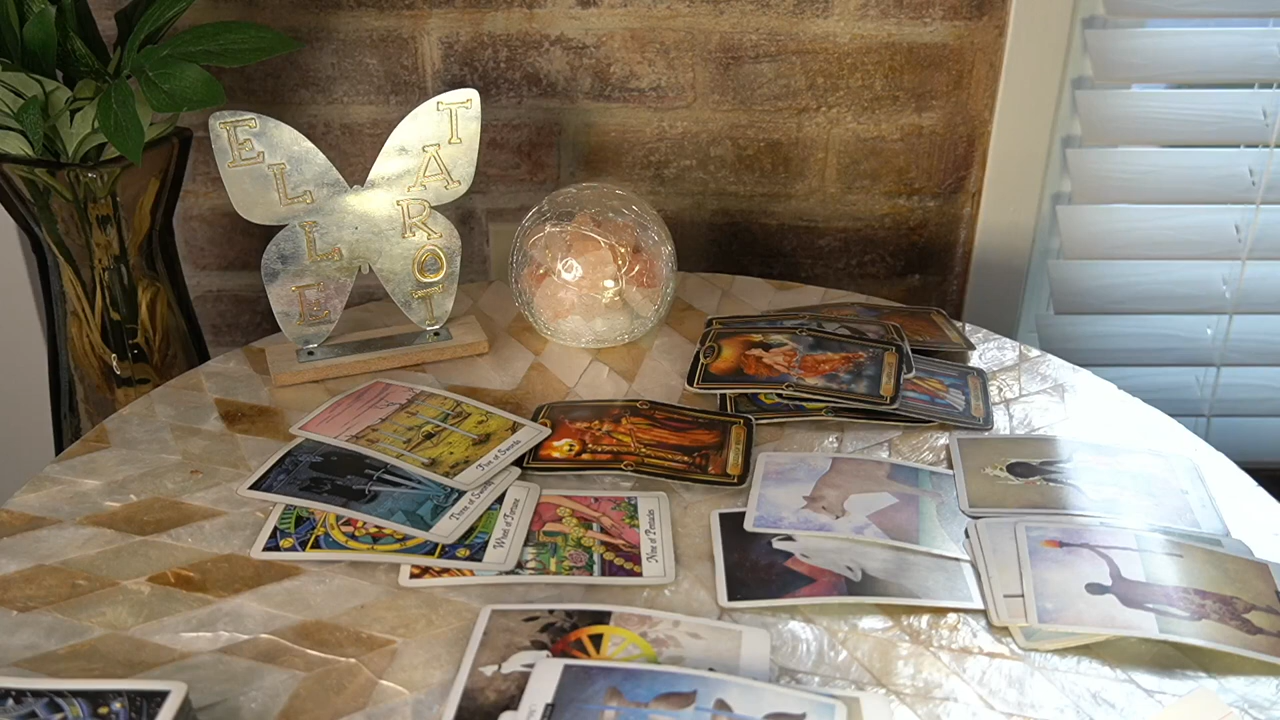 ELLE
TAROT
Five of Swords
Three of Swords
Wheel of Fortune
Nine of Pentacles